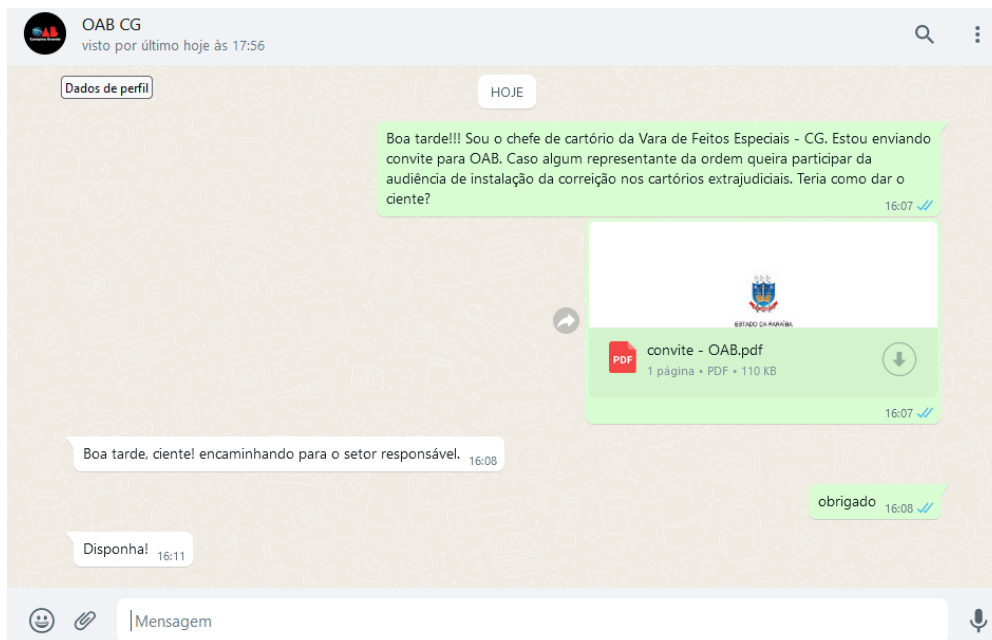 OAB CG
visto por último hoje às 17:56
Dados de perfil
HOJE
Boa tarde!!! Sou o chefe de cartório da Vara de Feitos Especiais - CG. Estou enviando
convite para OAB. Caso algum representante da ordem queira participar da
audiência de instalação da correição nos cartórios extrajudiciais. Teria como dar o
ciente?
16:07
ESTADO DA PARAÍBA
PDF
convite - OAB.pdf
1 página • PDF • 110 KB
16:07
Boa tarde, ciente! encaminhando para o setor responsável. 16:08
obrigado 16:08
Disponha! 16:11
Mensagem